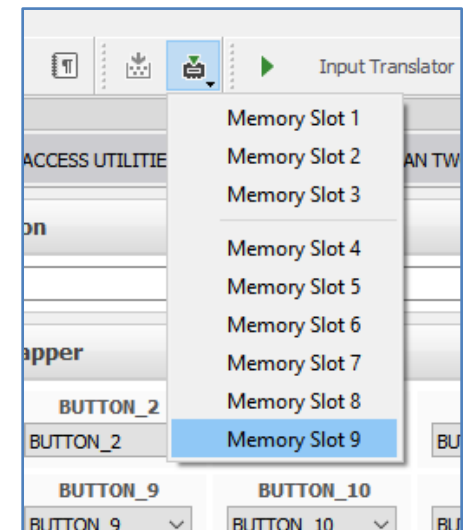 Input Translator
Memory Slot 1
Memory Slot 2
Memory Slot 3
Memory Slot 4
Memory Slot 5
Memory Slot 6
Memory Slot 7
Memory Slot 8
Memory Slot 9
ACCESS UTILITIE
AN TW
on
apper
BUTTON_2
BUTTON_2
BU
BUTTON_9 BUTTON_10
BUTTON_9 BUTTON_10 BU